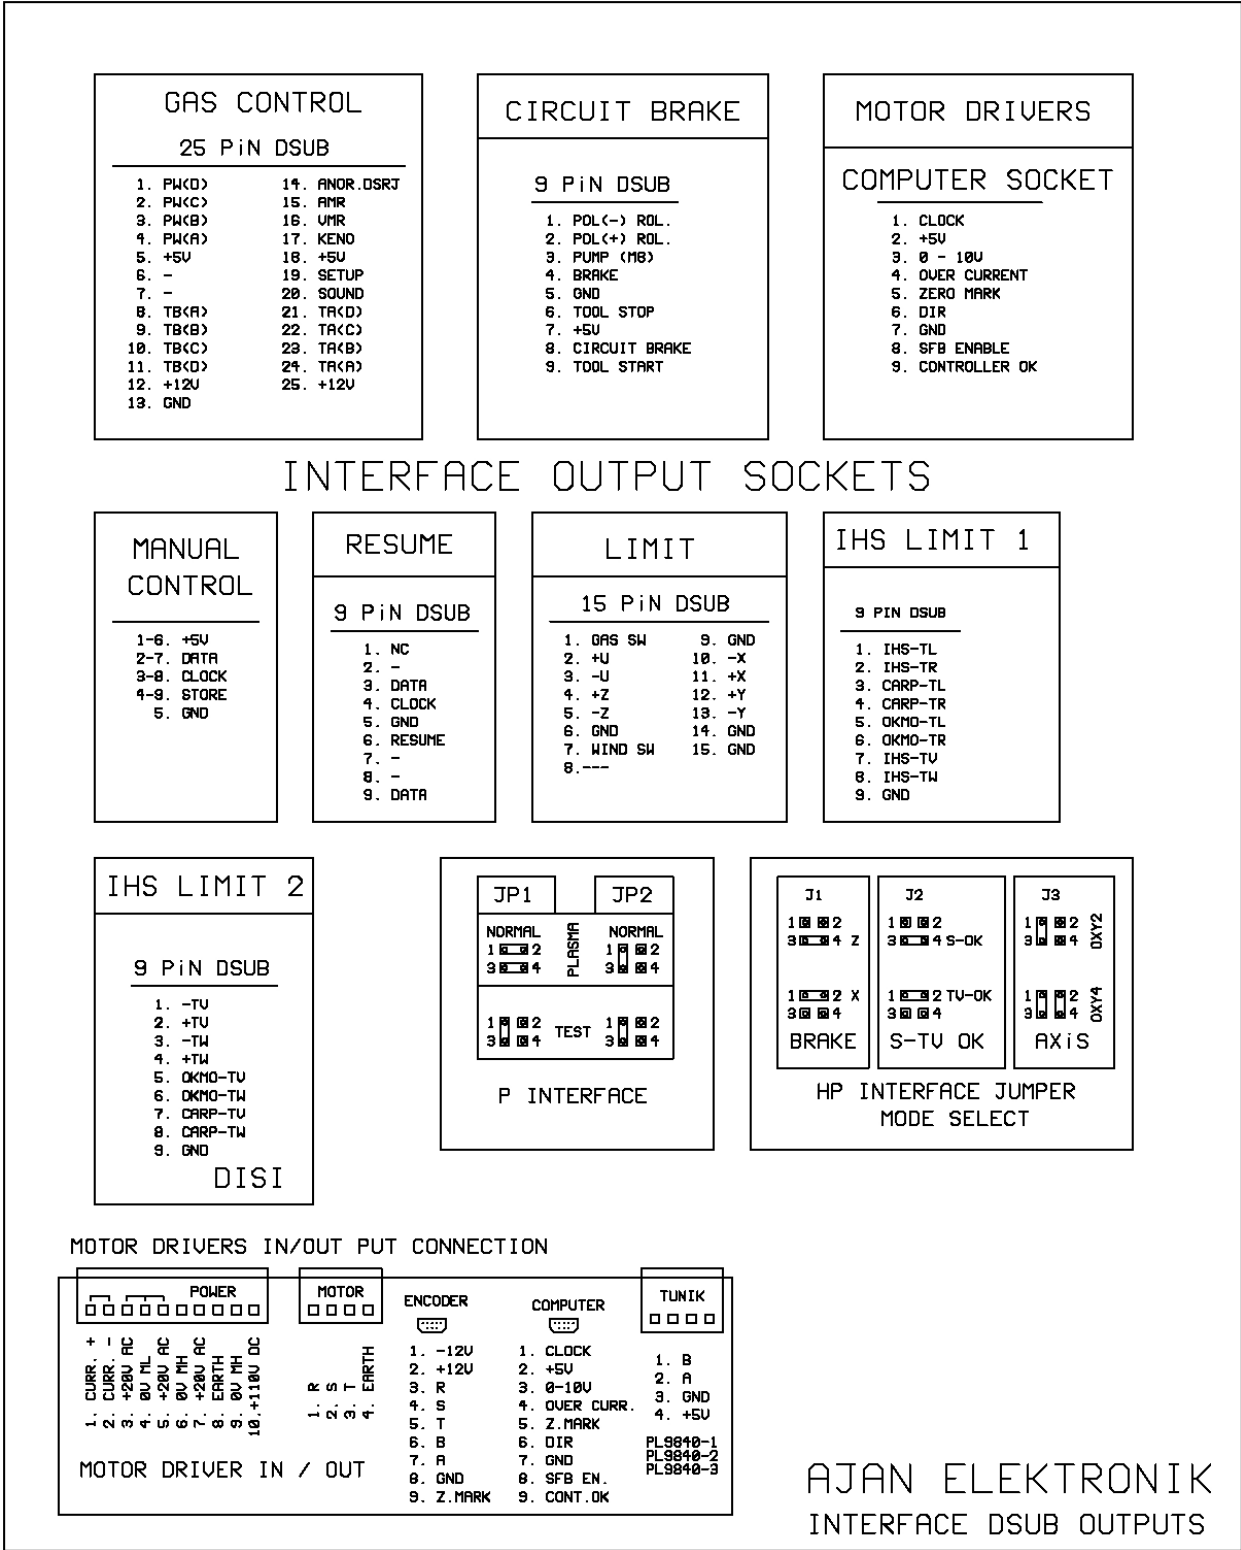 GAS CONTROL
25 PiN DSUB
1. PW(D)
2. PW(C)
3. PW(B)
4. PW(A)
5. +5V
6. -
7. -
8. TB(A)
9. TB(B)
10. TB(C)
11. TB(D)
12. +12V
13. GND
14. ANOR.DSRJ
15. AMR
16. VMR
17. KENO
18. +5V
19. SETUP
20. SOUND
21. TA(D)
22. TA(C)
23. TA(B)
24. TA(A)
25. +12V
CIRCUIT BRAKE
9 PiN DSUB
1. POL(-) ROL.
2. POL(+) ROL.
3. PUMP (M8)
4. BRAKE
5. GND
6. TOOL STOP
7. +5V
8. CIRCUIT BRAKE
9. TOOL START
MOTOR DRIVERS
COMPUTER SOCKET
1. CLOCK
2. +5V
3. 0 - 10V
4. OVER CURRENT
5. ZERO MARK
6. DIR
7. GND
8. SFB ENABLE
9. CONTROLLER OK
INTERFACE OUTPUT SOCKETS
MANUAL
CONTROL
1-6. +5V
2-7. DATA
3-8. CLOCK
4-9. STORE
5. GND
RESUME
9 PiN DSUB
1. NC
2. -
3. DATA
4. CLOCK
5. GND
6. RESUME
7. -
8. -
9. DATA
LIMIT
15 PiN DSUB
1. GAS SW
2. +U
3. -U
4. +Z
5. -Z
6. GND
7. WIND SW
8.---
9. GND
10. -X
11. +X
12. +Y
13. -Y
14. GND
15. GND
IHS LIMIT 1
9 PIN DSUB
1. IHS-TL
2. IHS-TR
3. CARP-TL
4. CARP-TR
5. OKMO-TL
6. OKMO-TR
7. IHS-TV
8. IHS-TW
9. GND
IHS LIMIT 2
9 PiN DSUB
1. -TV
2. +TV
3. -TW
4. +TW
5. OKMO-TV
6. OKMO-TW
7. CARP-TV
8. CARP-TW
9. GND
DISI
JP1
JP2
NORMAL
PLASMA
NORMAL
1 2
3 4
1 2
3 4
1 2
3 4
TEST
1 2
3 4
P INTERFACE
J1
1 2
3 4 Z
1 2 X
3 4
BRAKE
J2
1 2
3 4 S-OK
1 2 TV-OK
3 4
S-TV OK
J3
1 2
3 4
OXY2
1 2
3 4
OXY4
AXiS
HP INTERFACE JUMPER
MODE SELECT
MOTOR DRIVERS IN/OUT PUT CONNECTION
POWER
1. CURR. +
2. CURR. -
3. +20V AC
4. 0V ML
5. +20V AC
6. 0V MH
7. +20V AC
8. EARTH
9. 0V MH
10.+110V DC
MOTOR
1. R
2. S
3. T
4. EARTH
MOTOR DRIVER IN / OUT
ENCODER
1. -12V
2. +12V
3. R
4. S
5. T
6. B
7. A
8. GND
9. Z.MARK
COMPUTER
1. CLOCK
2. +5V
3. 0-10V
4. OVER CURR.
5. Z.MARK
6. DIR
7. GND
8. SFB EN.
9. CONT.OK
TUNIK
1. B
2. A
3. GND
4. +5V
PL9840-1
PL9840-2
PL9840-3
AJAN ELEKTRONIK
INTERFACE DSUB OUTPUTS